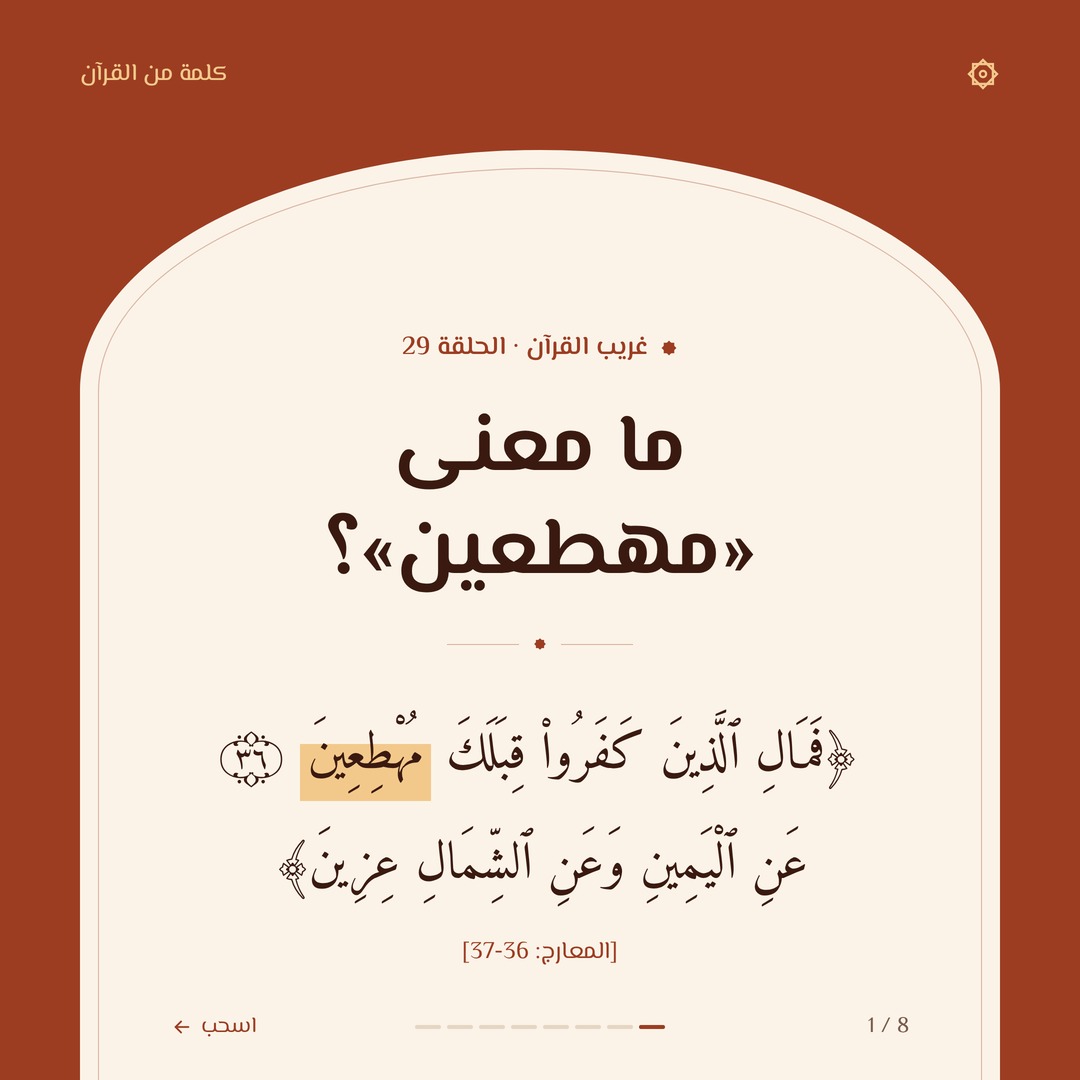 كلمة من القرآن
غريب القرآن · الحلقة 29
ما معنى
«مهطعين»؟
﴿فَمَالِ ٱلَّذِينَ كَفَرُوا۟ قِبَلَكَ مُهْطِعِينَ ٣٦
عَنِ ٱلْيَمِينِ وَعَنِ ٱلشِّمَالِ عِزِينَ﴾
[المعارج: 36-37]
1 / 8
اسحب ←